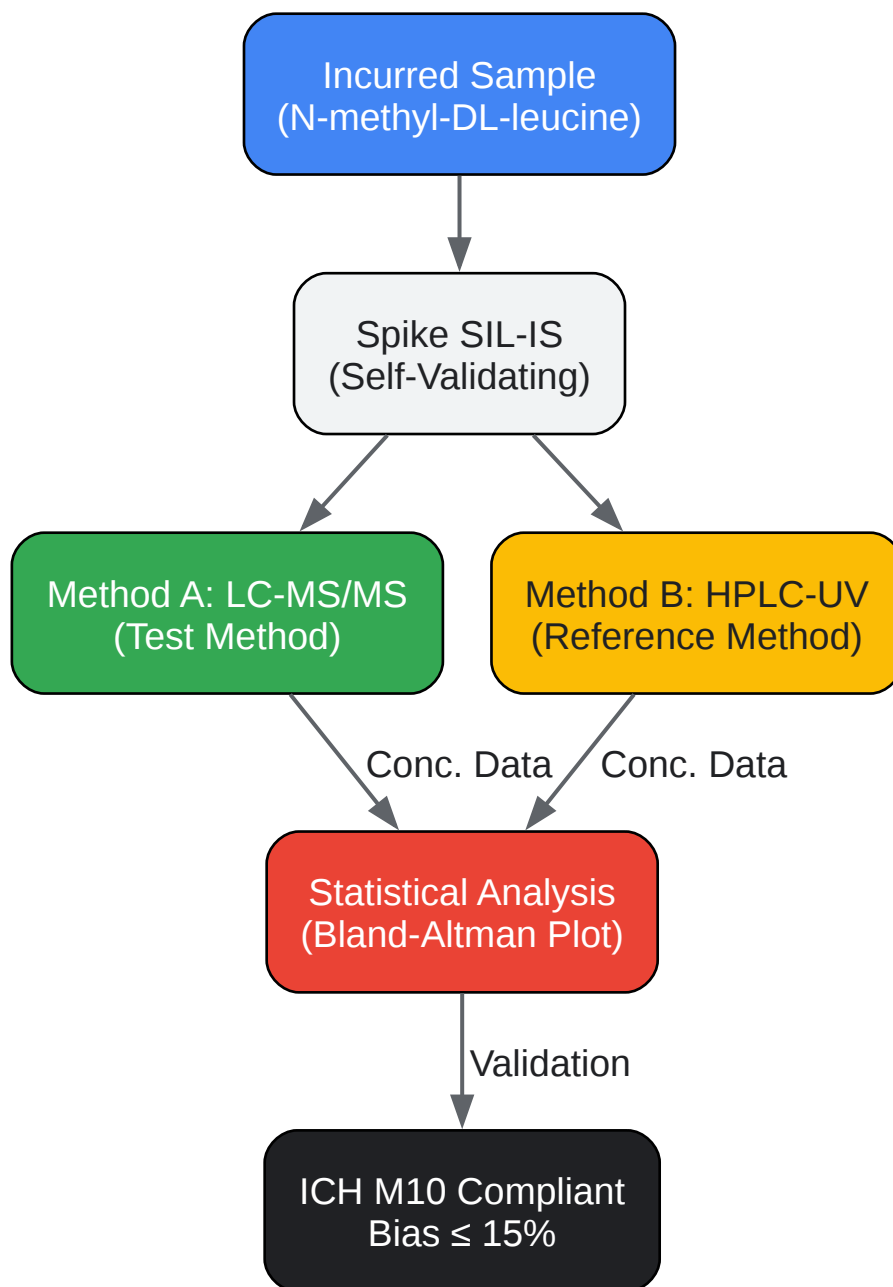 Incurred Sample
(N-methyl-DL-leucine)
Spike SIL-IS
(Self-Validating)
Method A: LC-MS/MS
(Test Method)
Method B: HPLC-UV
(Reference Method)
Conc. Data
Conc. Data
Statistical Analysis
(Bland-Altman Plot)
Validation
ICH M10 Compliant
Bias ≤ 15%